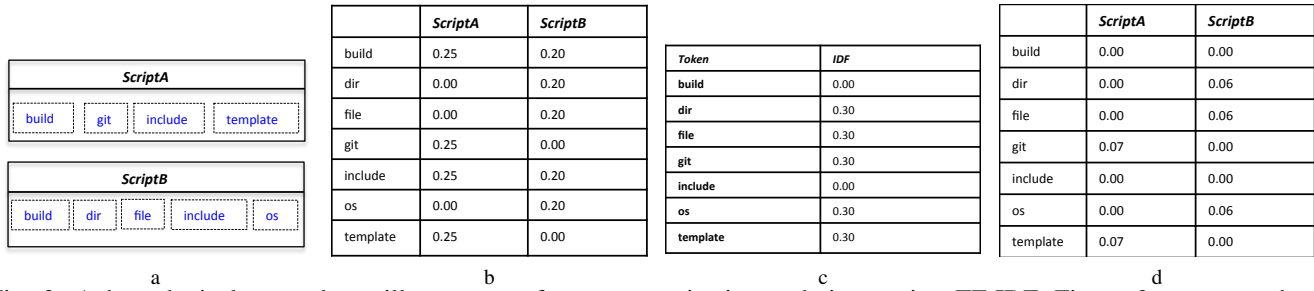 ScriptA
build git include template
ScriptB
build dir file include os
a
ScriptA ScriptB
build 0.25 0.20
dir 0.00 0.20
file 0.00 0.20
git 0.25 0.00
include 0.25 0.20
os 0.00 0.20
template 0.25 0.00
b
Token IDF
build 0.00
dir 0.30
file 0.30
git 0.30
include 0.00
os 0.30
template 0.30
c
ScriptA ScriptB
build 0.00 0.00
dir 0.00 0.06
file 0.00 0.06
git 0.07 0.00
include 0.00 0.00
os 0.00 0.06
template 0.07 0.00
d